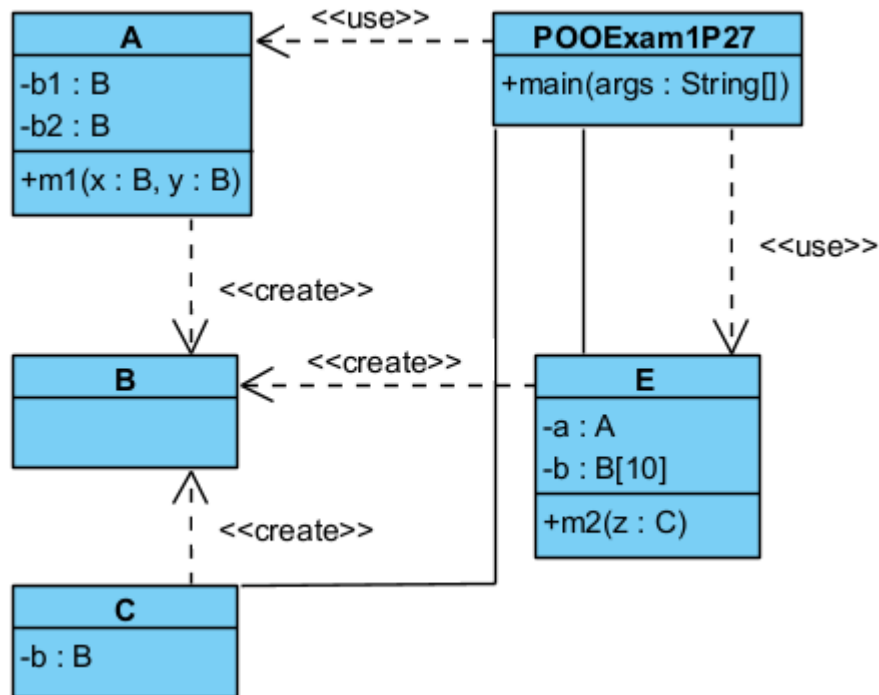 A
-b1 : B
-b2 : B
+m1(x : B, y : B)
<<use>>
POOExam1P27
+main(args : String[])
<<use>>
<<create>>
B
<<create>>
E
-a : A
-b : B[10]
+m2(z : C)
<<create>>
C
-b : B